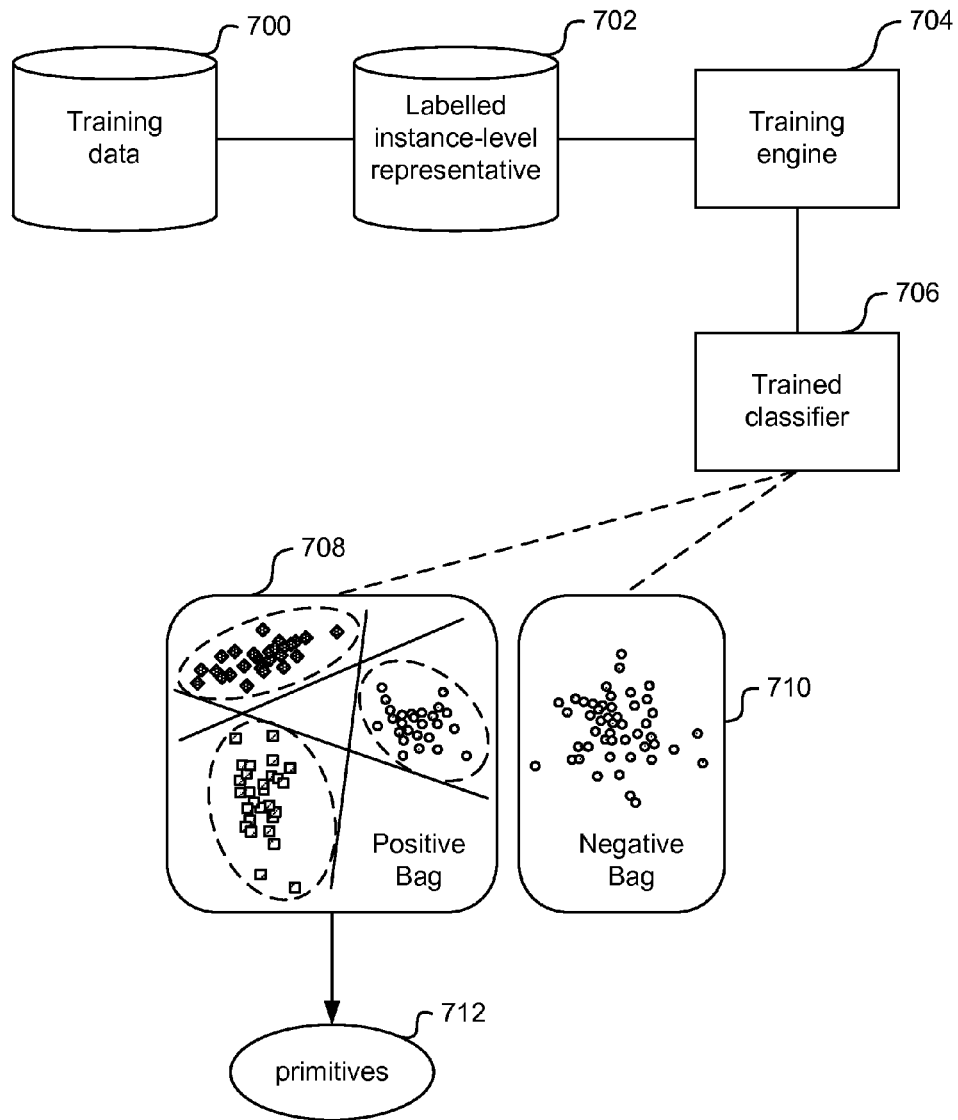 700
702
704
Training
data
Labelled
instance-level
representative
Training
engine
706
Trained
classifier
708
710
Positive
Bag
Negative
Bag
712
primitives